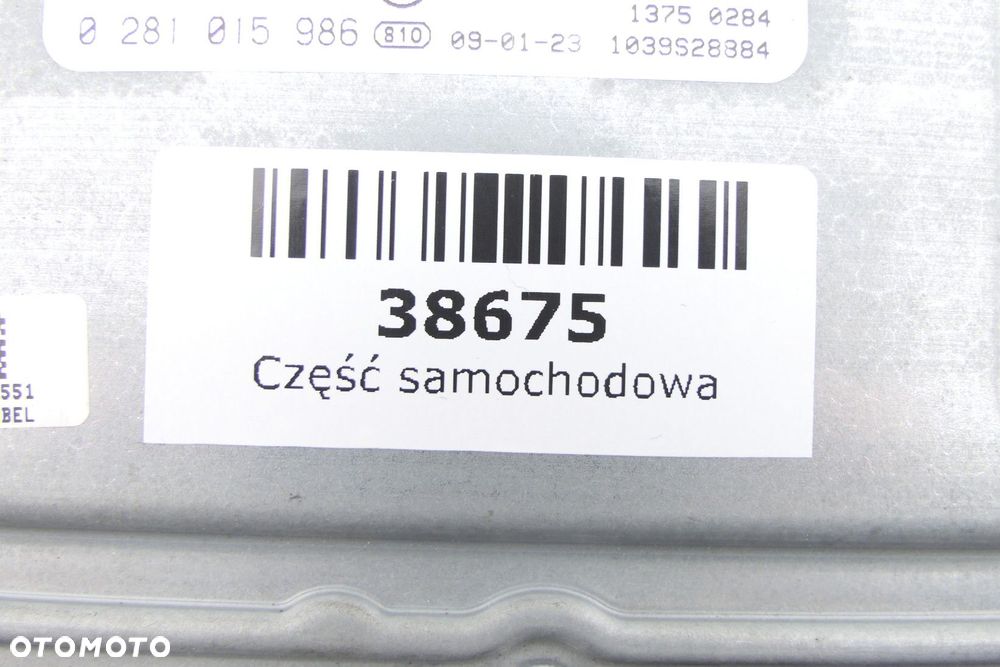 1375 0284
0 281 015 986 810 09-01-23 1039S28884
38675
Część samochodowa
551
BEL
OTOMOTO